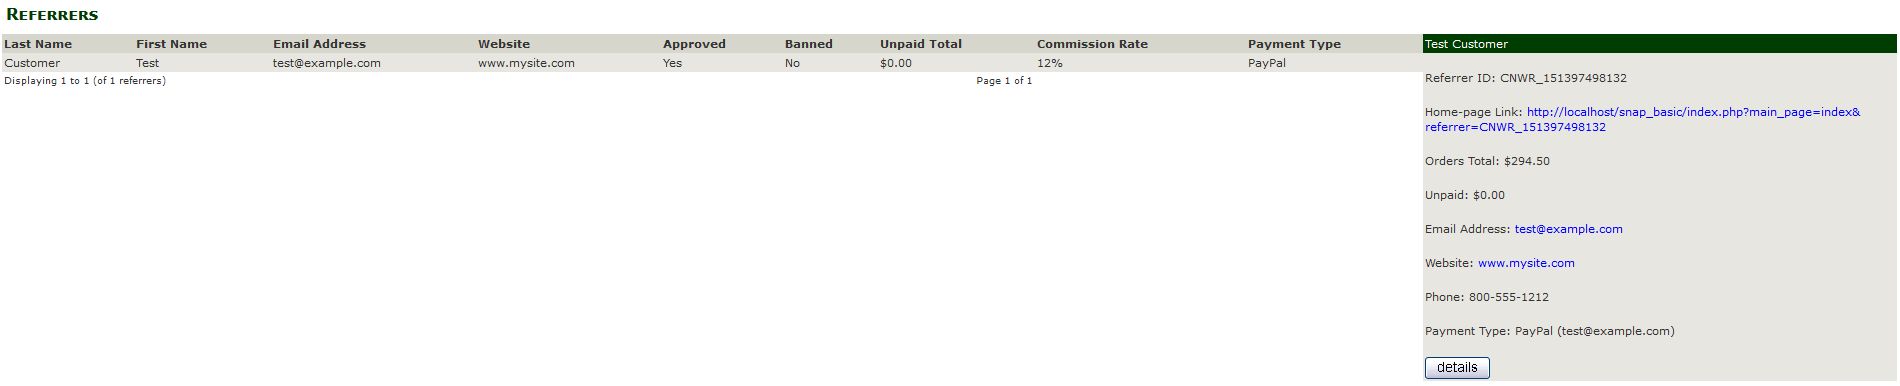 REFERRERS
Last Name First Name Email Address Website Approved Banned Unpaid Total Commission Rate Payment Type
Customer Test test@example.com www.mysite.com Yes No $0.00 12% PayPal
Displaying 1 to 1 (of 1 referrers) Page 1 of 1
Test Customer
Referrer ID: CNWR_151397498132
Home-page Link: http://localhost/snap_basic/index.php?main_page=index&
referrer=CNWR_151397498132
Orders Total: $294.50
Unpaid: $0.00
Email Address: test@example.com
Website: www.mysite.com
Phone: 800-555-1212
Payment Type: PayPal (test@example.com)
details